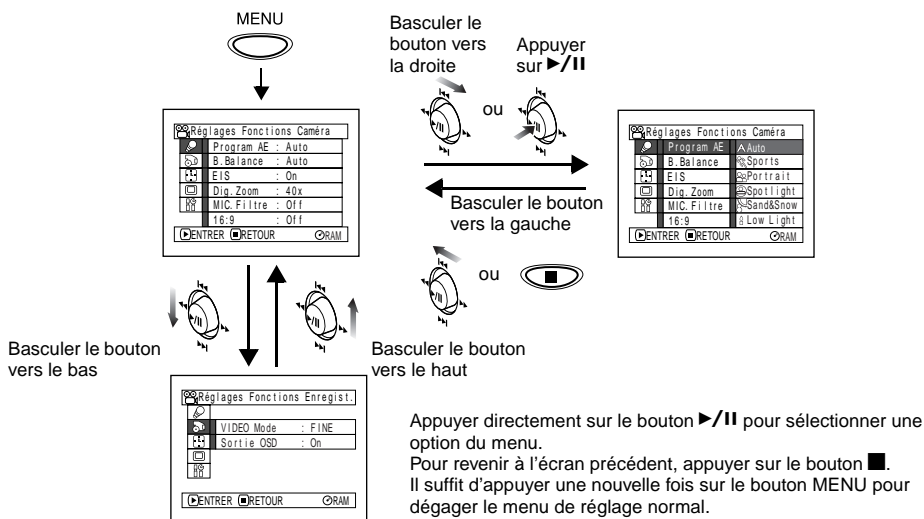 MENU
Basculer le
bouton vers
la droite
Appuyer
sur ►/II
ou
Réglages Fonctions Caméra
Program AE : Auto
B.Balance : Auto
EIS : On
Dig.Zoom : 40x
MIC.Filtre : Off
16:9 : Off
ENTRER RETOUR RAM
Basculer le bouton
vers la gauche
ou
Réglages Fonctions Caméra
Program AE Auto
B.Balance Sports
EIS Portrait
Dig.Zoom Spotlight
MIC.Filtre Sand&Snow
16:9 Low Light
ENTRER RETOUR RAM
Basculer le bouton
vers le bas
Basculer le bouton
vers le haut
Réglages Fonctions Enregist.
VIDEO Mode : FINE
Sortie OSD : On
ENTRER RETOUR RAM
Appuyer directement sur le bouton ►/II pour sélectionner une
option du menu.
Pour revenir à l’écran précédent, appuyer sur le bouton ■.
Il suffit d'appuyer une nouvelle fois sur le bouton MENU pour
dégager le menu de réglage normal.